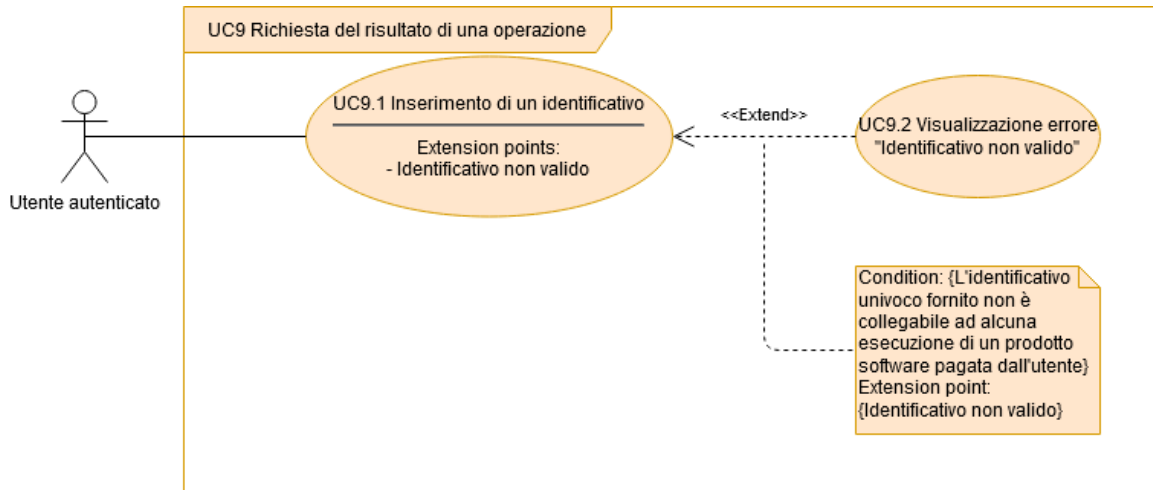 UC9 Richiesta del risultato di una operazione
UC9.1 Inserimento di un identificativo
Extension points:
- Identificativo non valido
<<Extend>>
UC9.2 Visualizzazione errore
"Identificativo non valido"
Utente autenticato
Condition: {L'identificativo
univoco fornito non è
collegabile ad alcuna
esecuzione di un prodotto
software pagata dall'utente}
Extension point:
{Identificativo non valido}